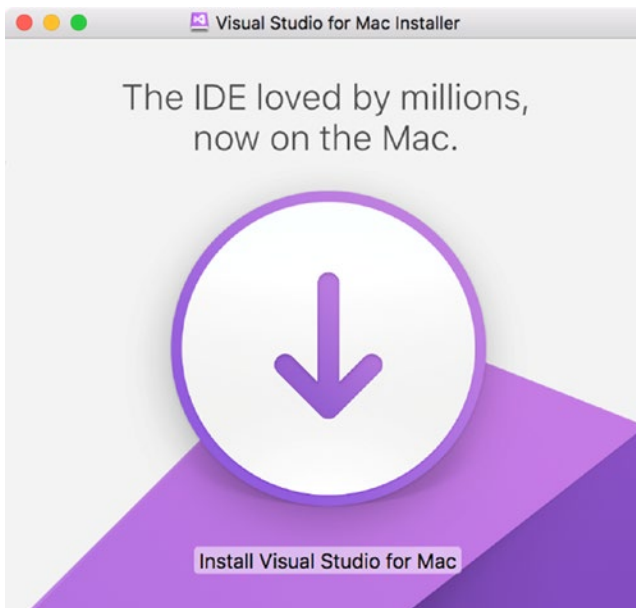 Visual Studio for Mac Installer
The IDE loved by millions,
now on the Mac.
Install Visual Studio for Mac